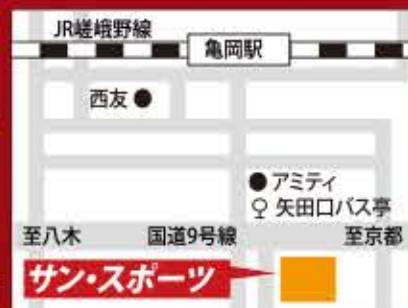 JR嵯峨野線
亀岡駅
西友
アミティ
矢田口バス亭
至八木 国道9号線 至京都
サン・スポーツ